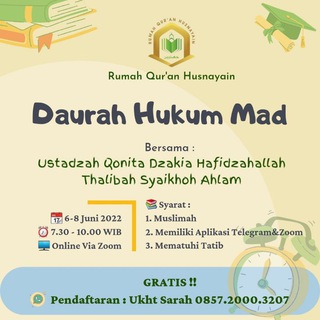 RUMAH QUR'AN HUSNAYAIN
Rumah Qur'an Husnayain
Daurah Hukum Mad
Bersama :
Ustadzah Qonita Dzakia Hafidzahallah
Thalibah Syaikhoh Ahlam
6-8 Juni 2022
7.30 - 10.00 WIB
Online Via Zoom
Syarat :
1. Muslimah
2. Memiliki Aplikasi Telegram&Zoom
3. Mematuhi Tatib
GRATIS !!
Pendaftaran : Ukht Sarah 0857.2000.3207